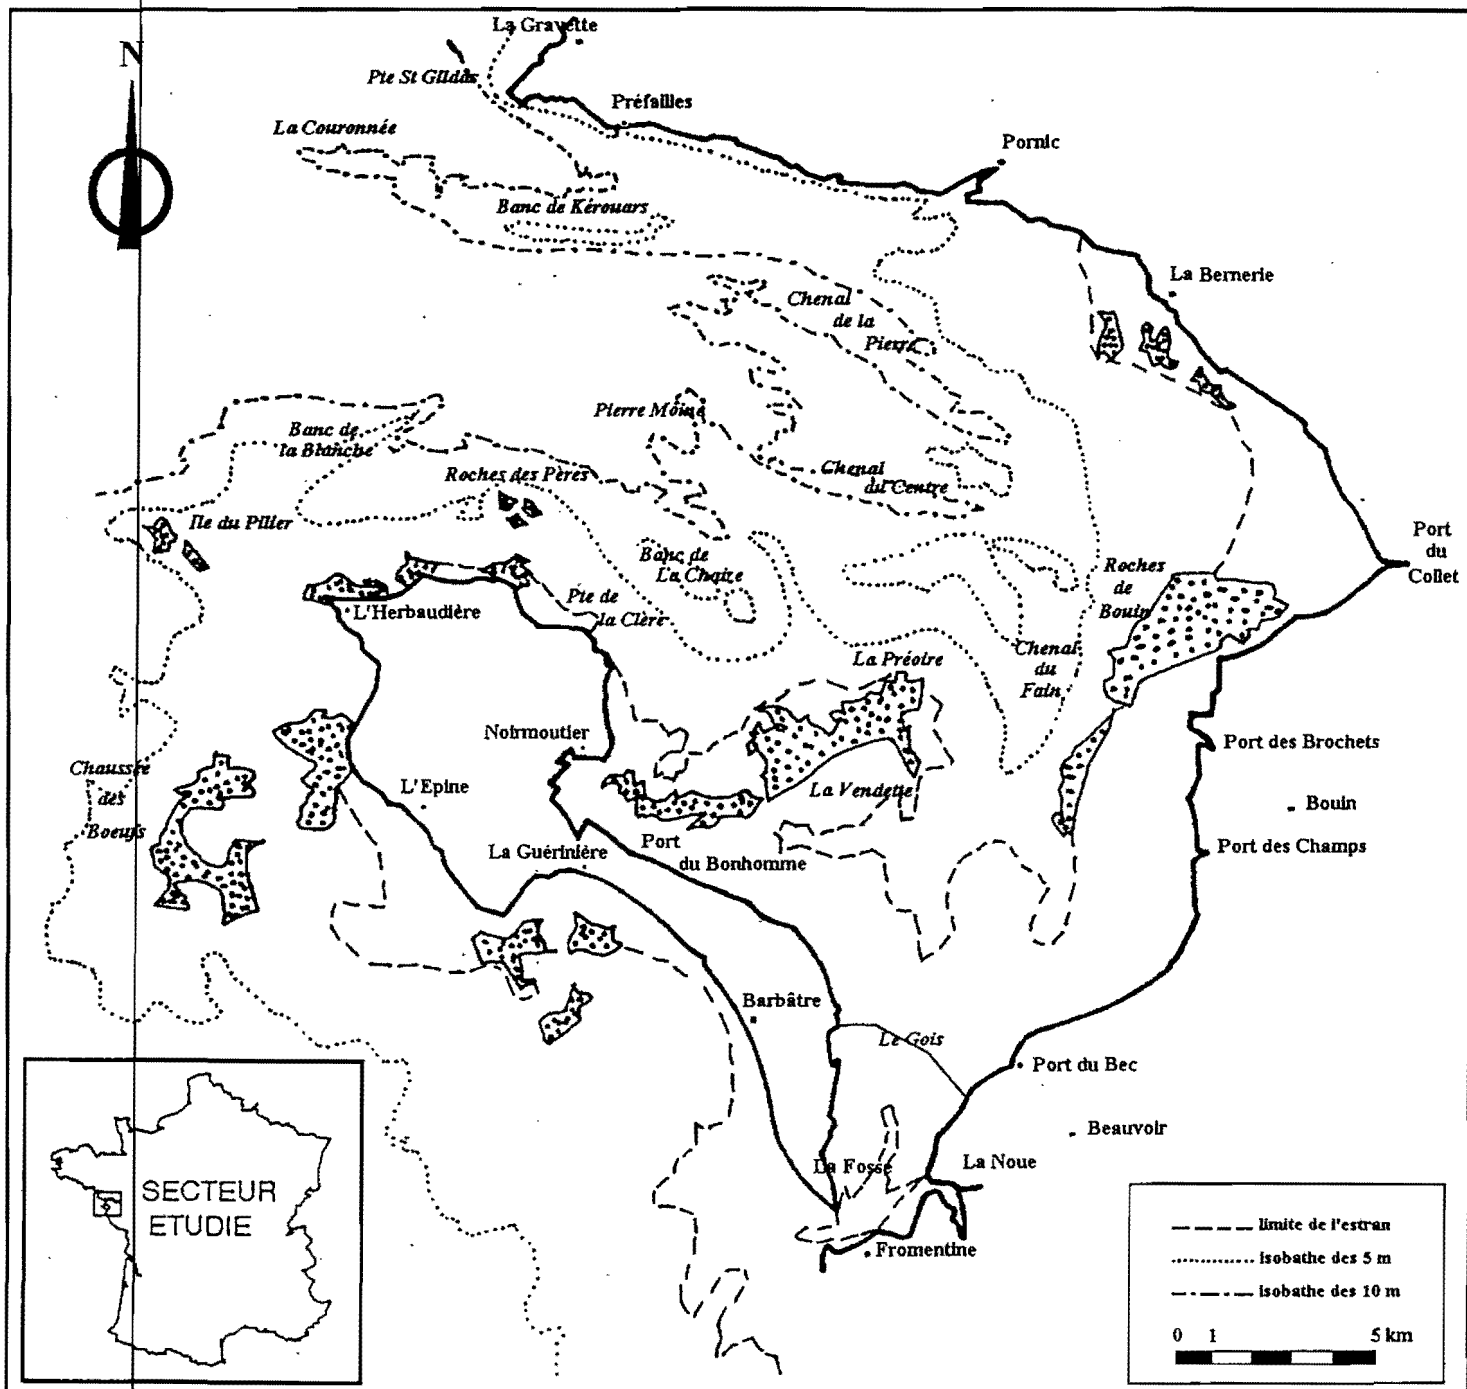 La Gravette
N
Pte St Gildas
Préfailles
La Couronnée
Pornic
Banc de Kérouars
La Bernerie
Chenal
de la
Pierre
Pierre Moine
Banc de
la Blanche
Chenal
du Centre
Roches des Pères
Ile du Pilier
Port
du
Collet
Banc de
La Chaize
Roches
de
Bouin
L'Herbaudière
Pte de
la Clère
Chenal
du
Fain
La Préoire
Noirmoutier
Port des Brochets
Chaussée
des
Boeufs
L'Epine
La Vendette
Bouin
Port
du Bonhomme
Port des Champs
La Guérinière
Barbâtre
Le Gois
Port du Bec
Beauvoir
La Fosse
La Noue
Fromentine
SECTEUR
ETUDIE
limite de l'estran
isobathe des 5 m
isobathe des 10 m
0 1 5 km